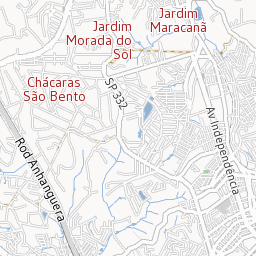 Jardim
Maracanã
Jardim
Morada do
Sol
Chácaras
São Bento
SP 332
Av Independência
Rod Anhanguera